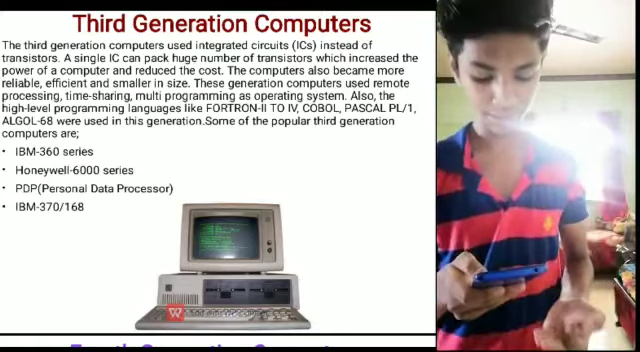 Third Generation Computers
The third generation computers used integrated circuits (ICs) instead of
transistors. A single IC can pack huge number of transistors which increased the
power of a computer and reduced the cost. The computers also became more
reliable, efficient and smaller in size. These generation computers used remote
processing, time-sharing, multi programming as operating system. Also, the
high-level programming languages like FORTRON-II TO IV, COBOL, PASCAL PL/1,
ALGOL-68 were used in this generation.Some of the popular third generation
computers are;
• IBM-360 series
• Honeywell-6000 series
• PDP(Personal Data Processor)
• IBM-370/168
W